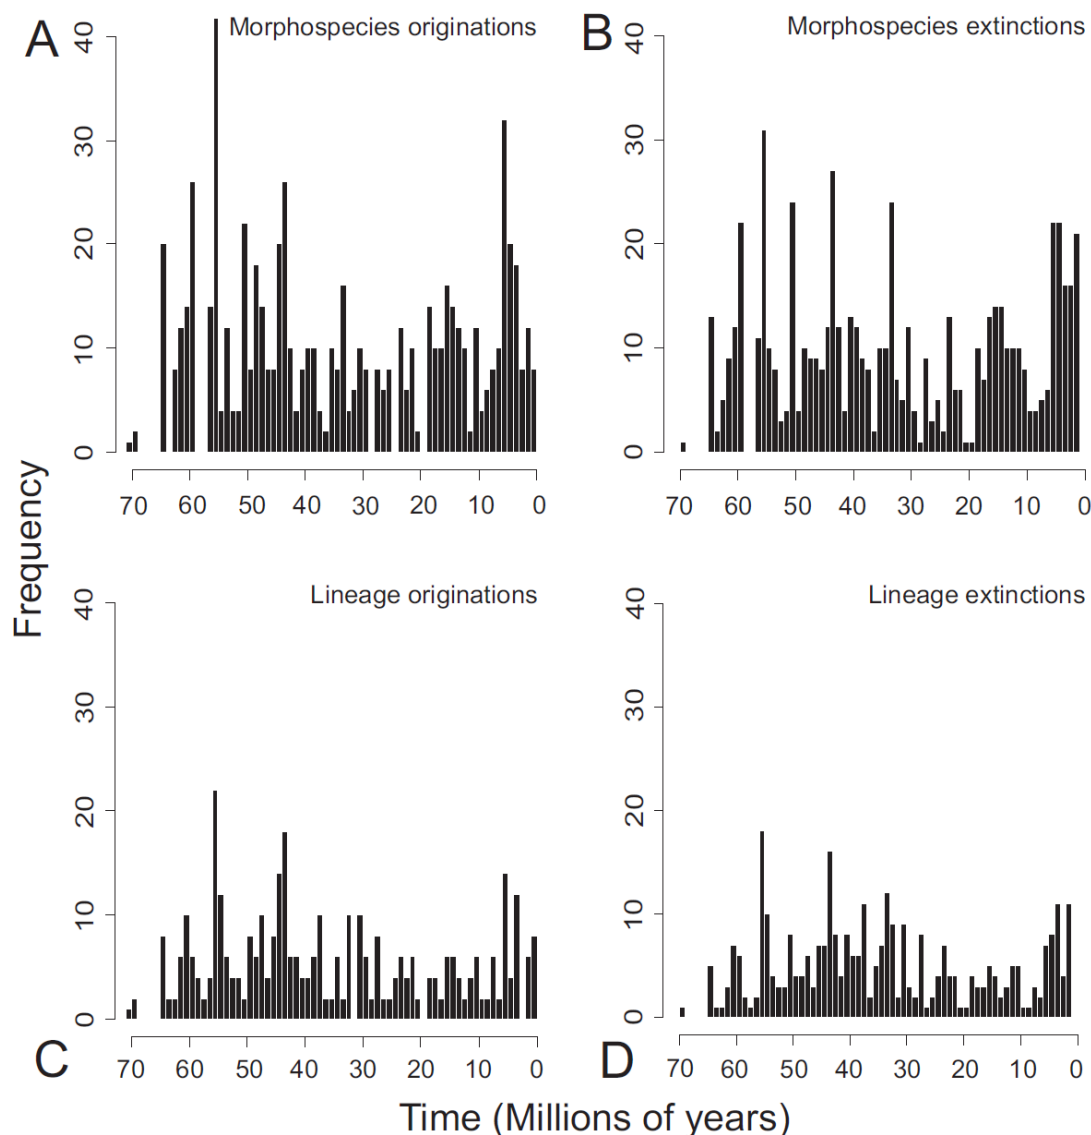 A
Morphospecies originations
40
30
20
10
0
70 60 50 40 30 20 10 0
B
Morphospecies extinctions
40
30
20
10
0
70 60 50 40 30 20 10 0
Frequency
Lineage originations
40
30
20
10
0
70 60 50 40 30 20 10 0
C
Lineage extinctions
40
30
20
10
0
70 60 50 40 30 20 10 0
D
Time (Millions of years)